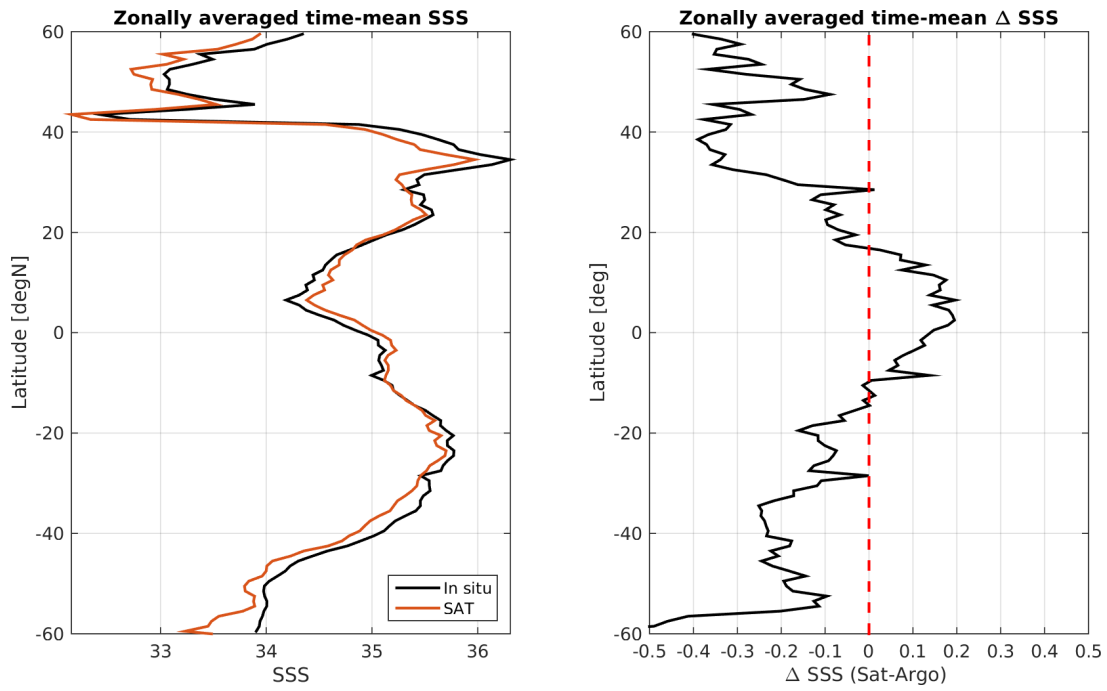 Zonally averaged time-mean SSS
60
40
20
0
-20
-40
-60
Latitude [degN]
33
34
35
36
SSS
In situ
SAT
Zonally averaged time-mean Δ SSS
60
40
20
0
-20
-40
-60
Latitude [deg]
-0.5 -0.4 -0.3 -0.2 -0.1 0 0.1 0.2 0.3 0.4 0.5
Δ SSS (Sat-Argo)